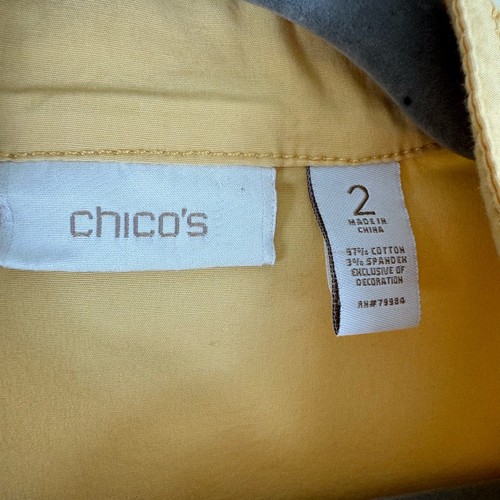 chico's
2
MADE IN
CHINA
97% COTTON
3% SPANDEX
EXCLUSIVE OF
DECORATION
RN#79984